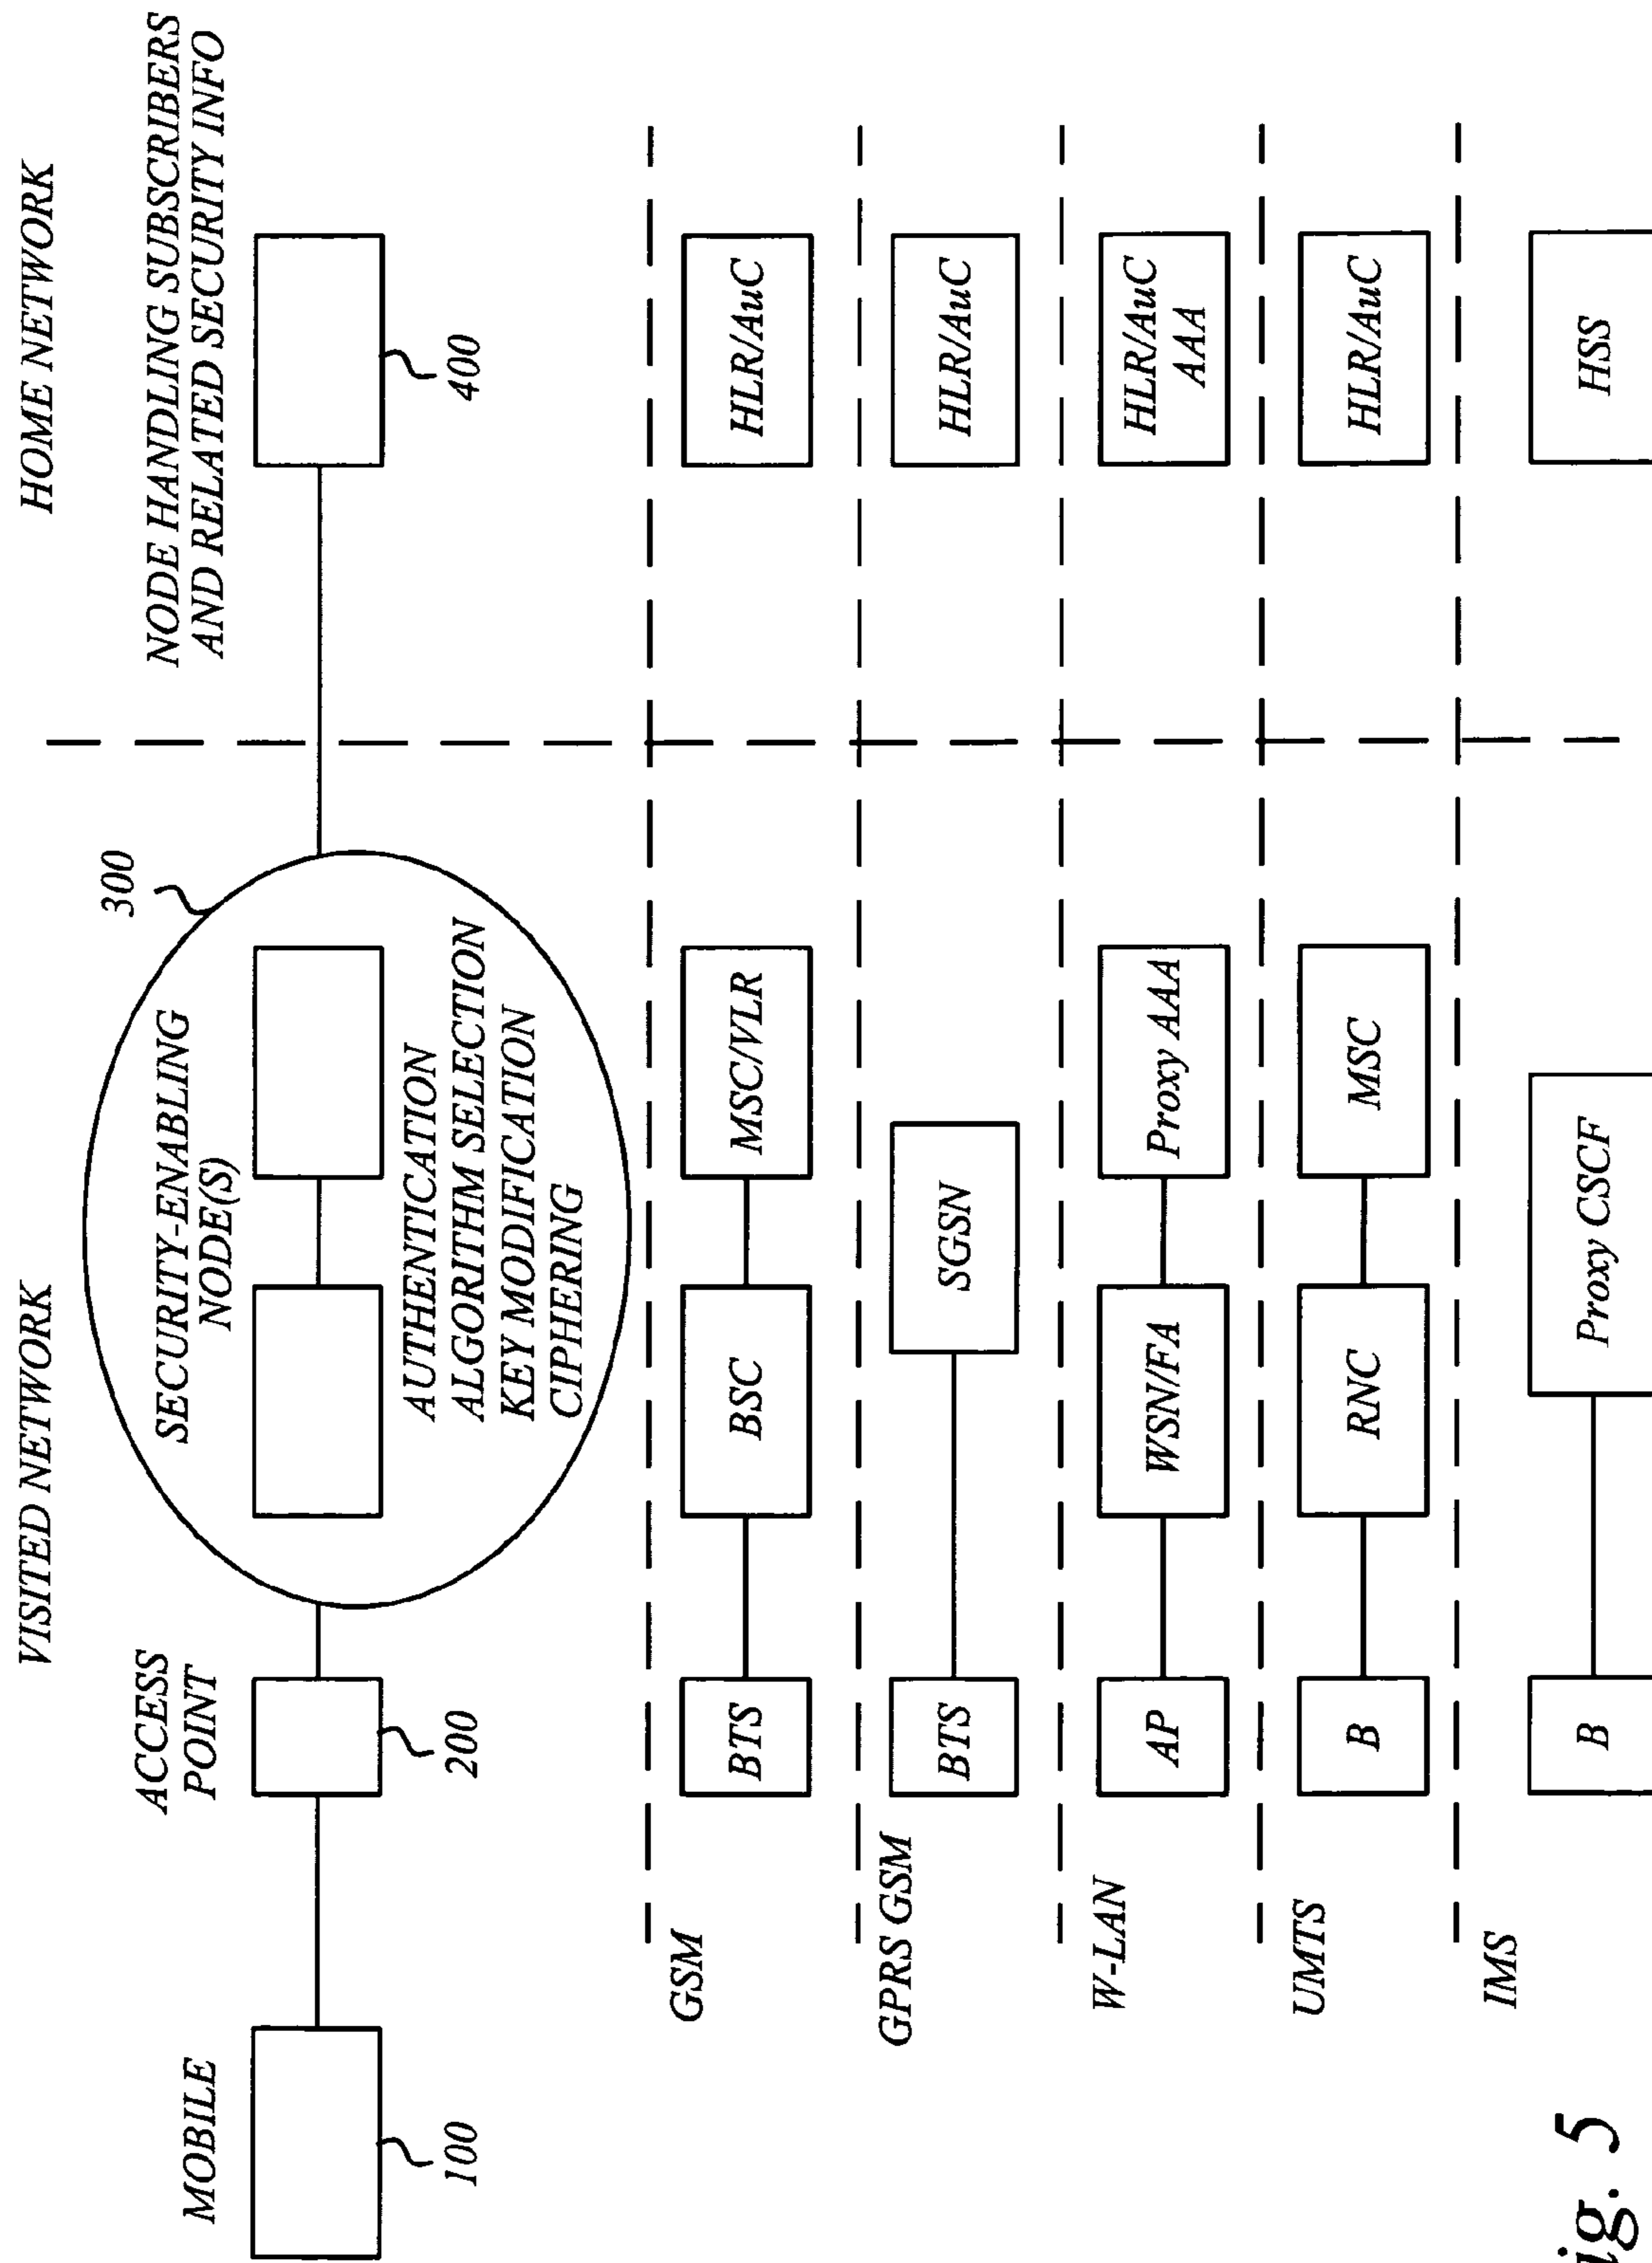 VISITED NETWORK
HOME NETWORK
MOBILE
100
ACCESS
POINT
200
300
SECURITY-ENABLING
NODE(S)
AUTHENTICATION
ALGORITHM SELECTION
KEY MODIFICATION
CIPHERING
NODE HANDLING SUBSCRIBERS
AND RELATED SECURITY INFO
400
GSM
BTS
BSC
MSC/VLR
HLR/AuC
GPRS GSM
BTS
SGSN
HLR/AuC
W-LAN
AP
WSN/FA
Proxy AAA
HLR/AuC
AAA
UMTS
B
RNC
MSC
HLR/AuC
IMS
B
Proxy CSCF
HSS
ig. 5